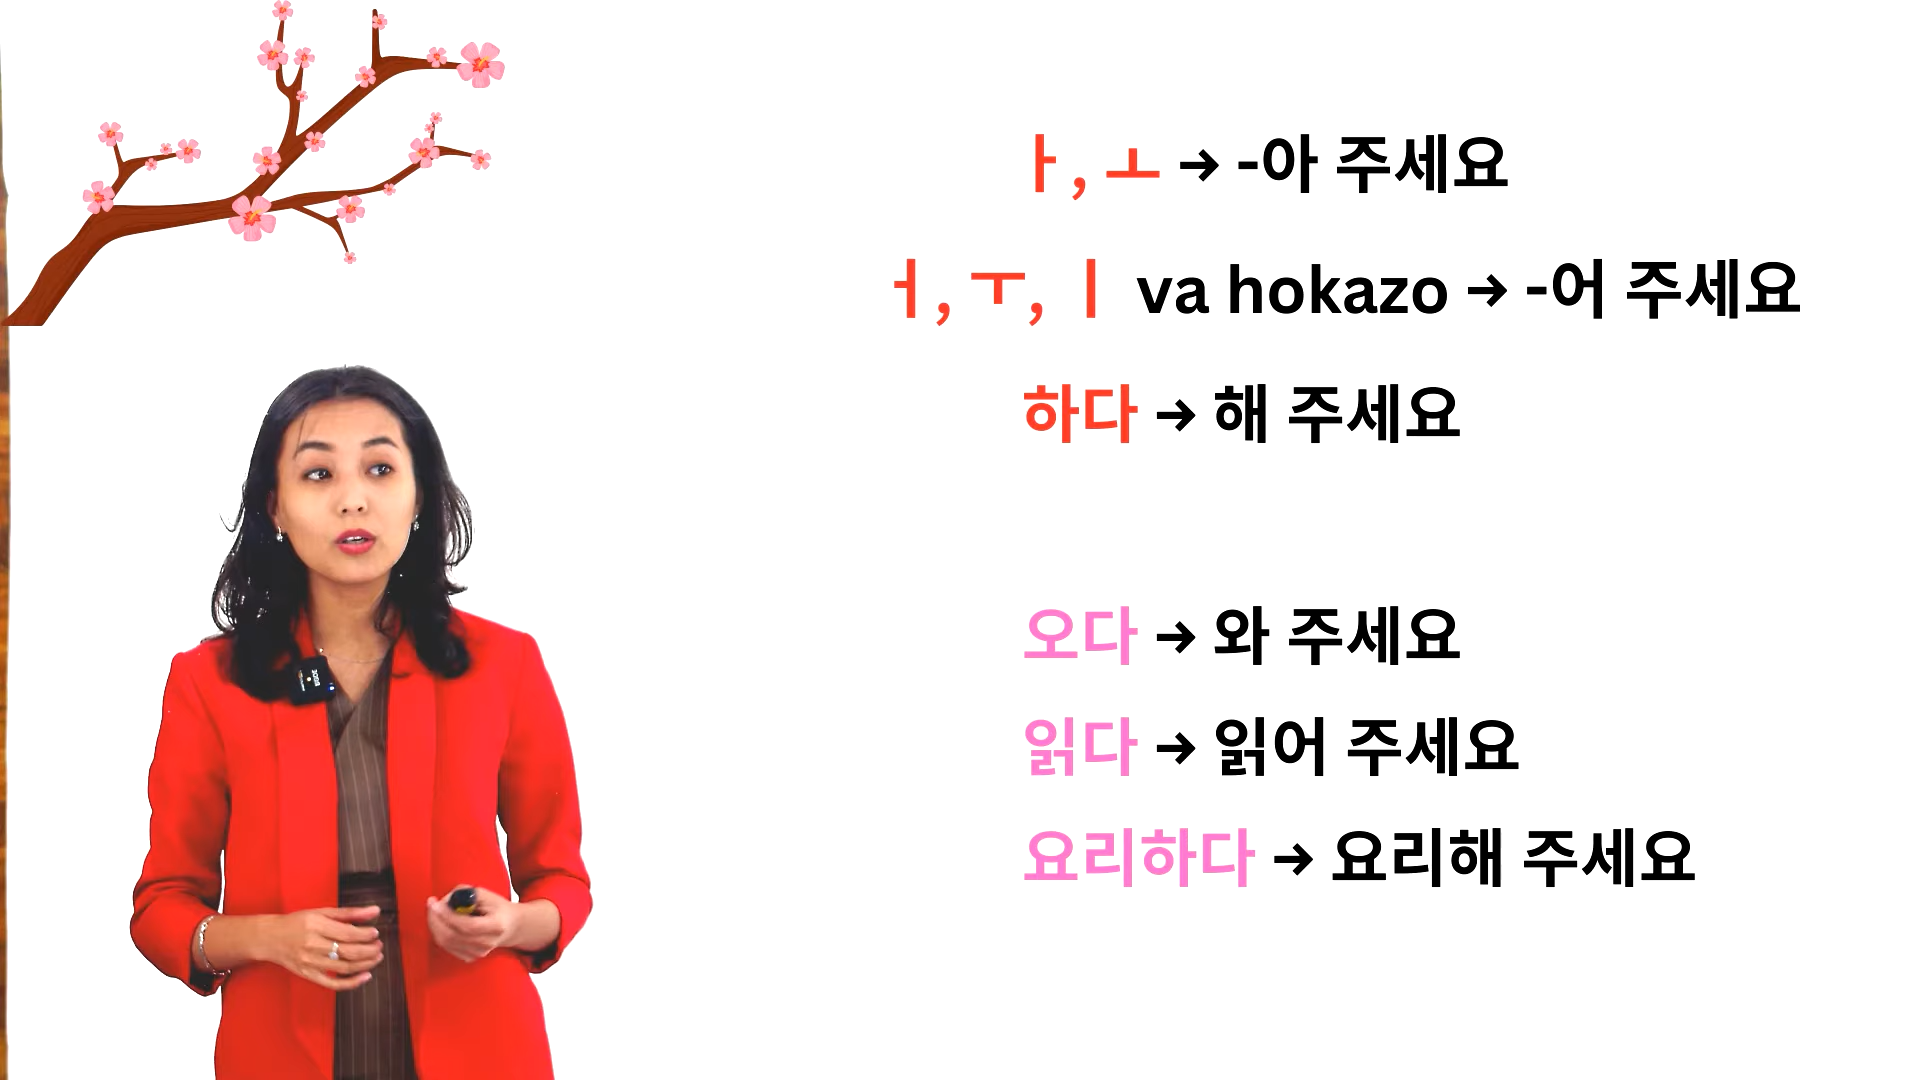 ㅏ, ㅗ → -아 주세요
ㅓ, ㅜ, ㅣ va hokazo → -어 주세요
하다 → 해 주세요
오다 → 와 주세요
읽다 → 읽어 주세요
요리하다 → 요리해 주세요